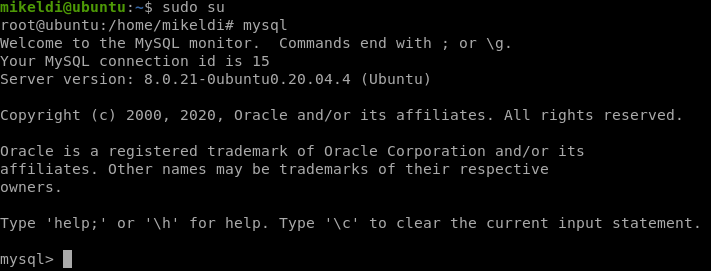 mikeldi@ubuntu:~$ sudo su
root@ubuntu:/home/mikeldi# mysql
Welcome to the MySQL monitor.  Commands end with ; or \g.
Your MySQL connection id is 15
Server version: 8.0.21-0ubuntu0.20.04.4 (Ubuntu)

Copyright (c) 2000, 2020, Oracle and/or its affiliates. All rights reserved.

Oracle is a registered trademark of Oracle Corporation and/or its
affiliates. Other names may be trademarks of their respective
owners.

Type 'help;' or '\h' for help. Type '\c' to clear the current input statement.

mysql>